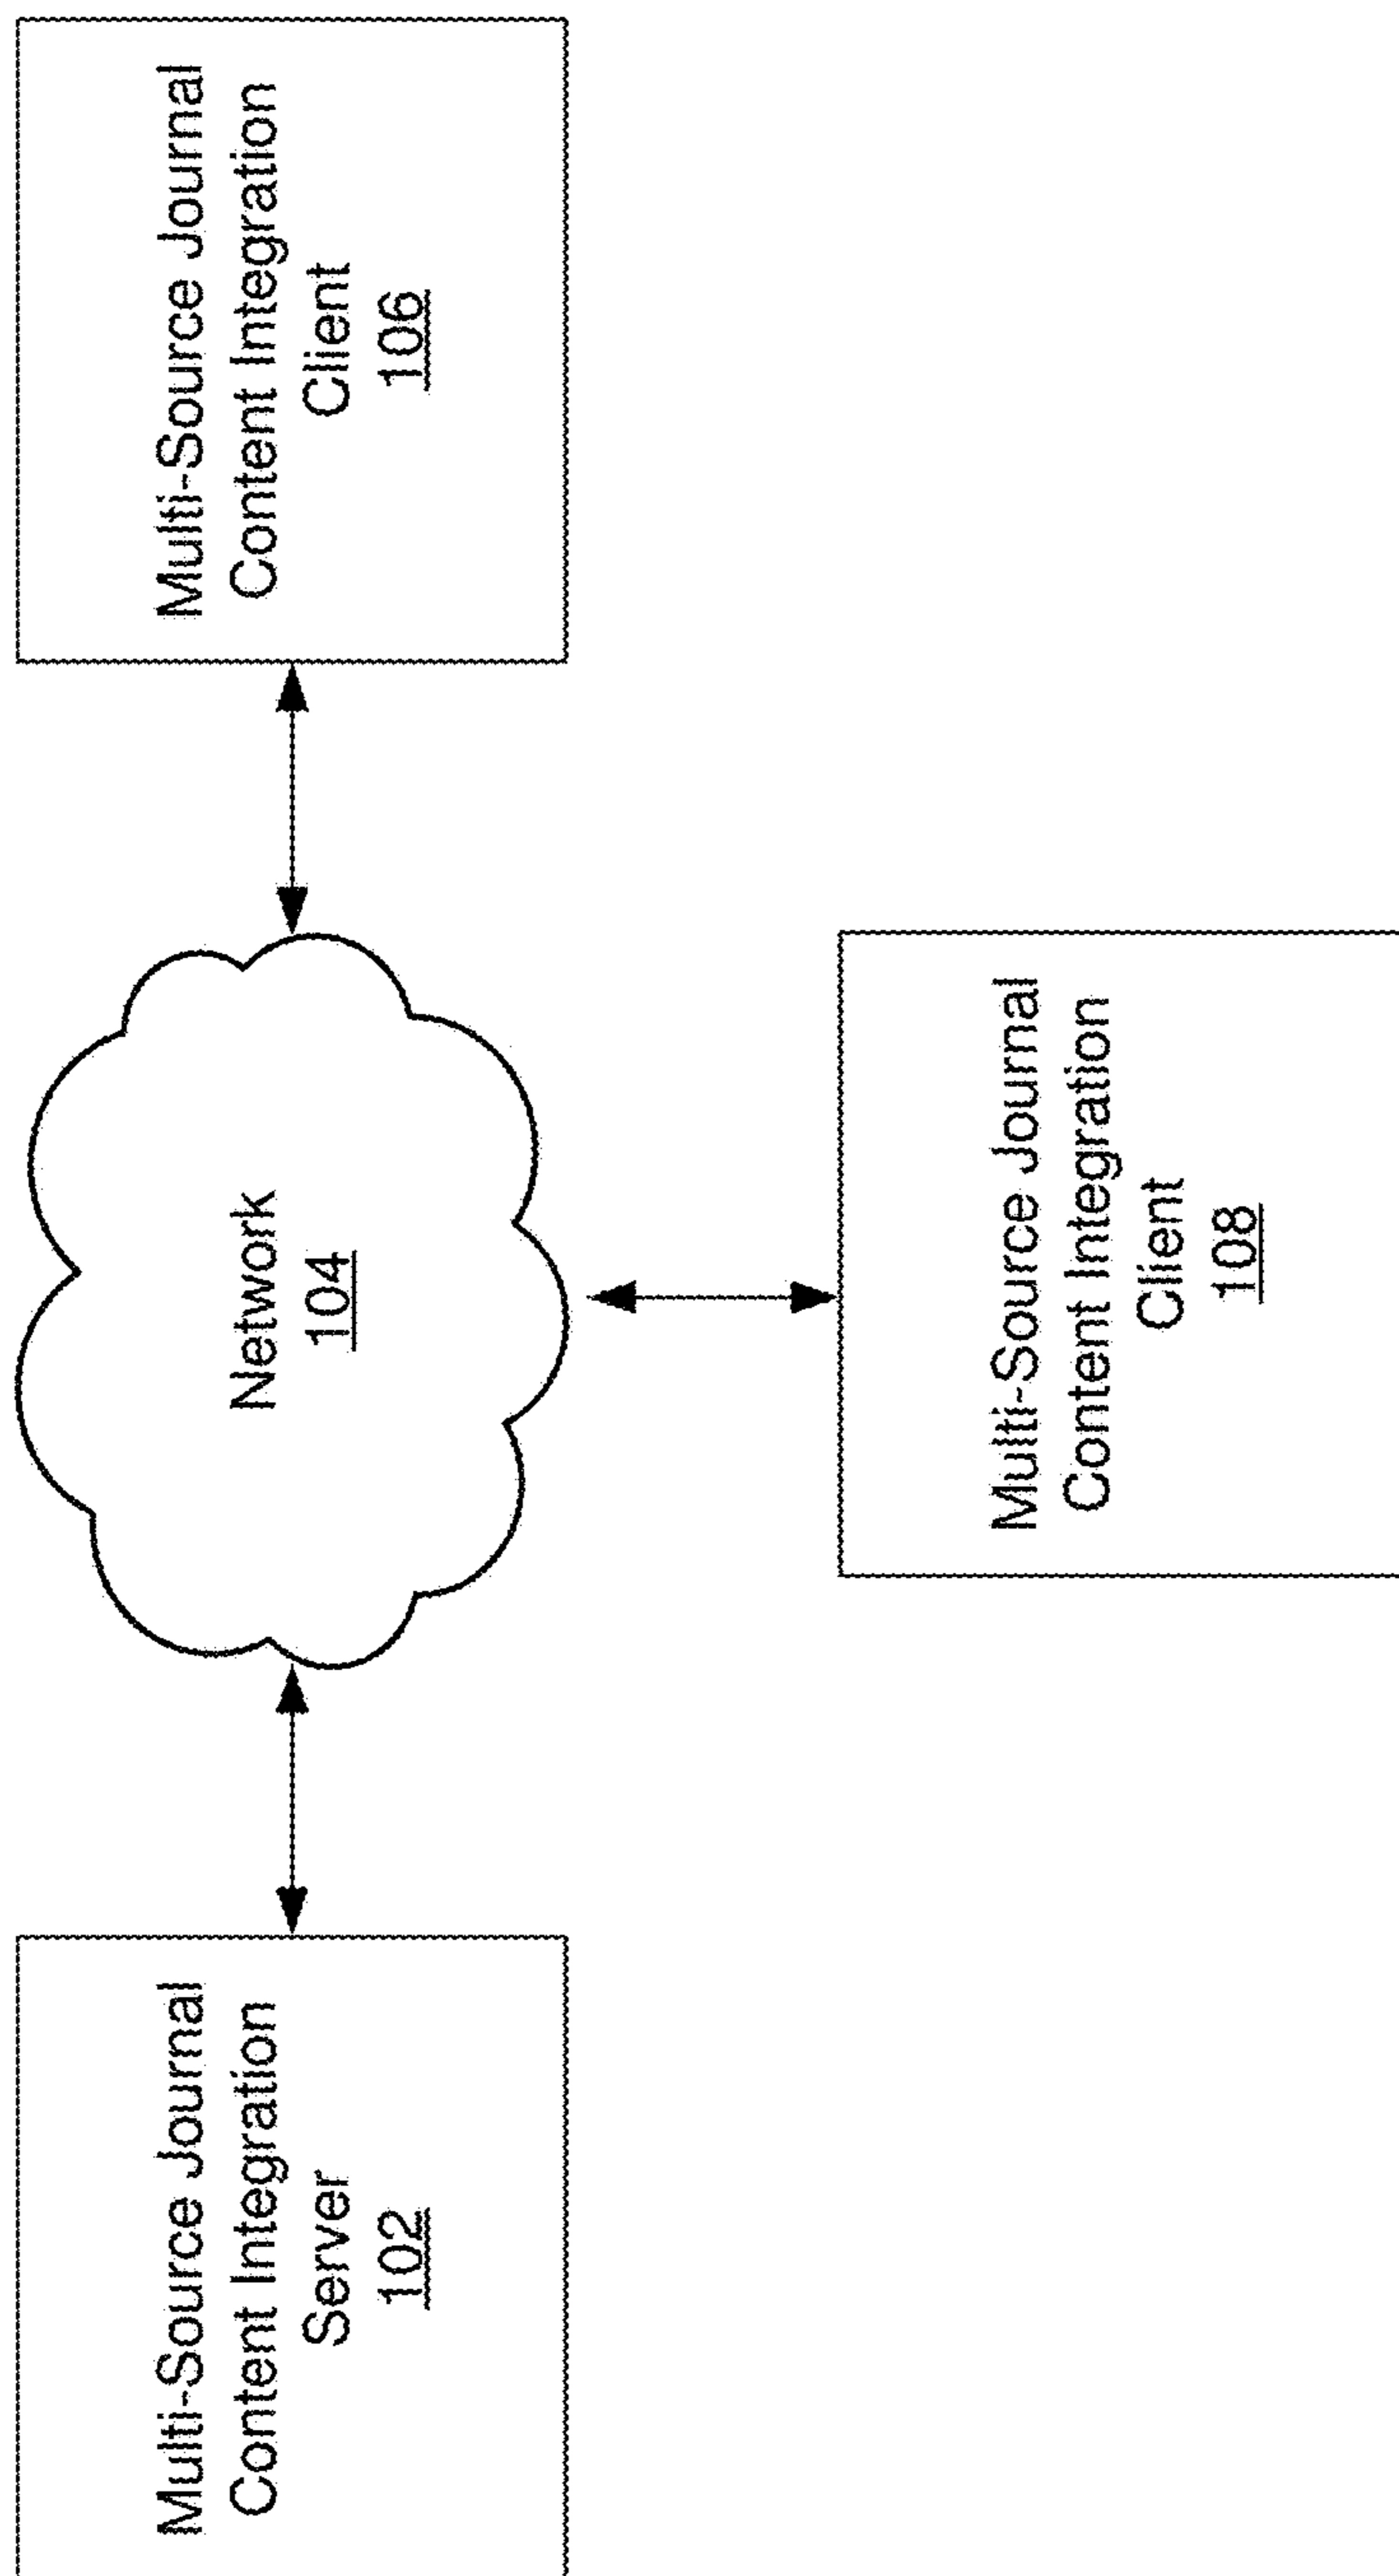 Multi-Source Journal
Content Integration
Server
102
Network
104
Multi-Source Journal
Content Integration
Client
106
Multi-Source Journal
Content Integration
Client
108